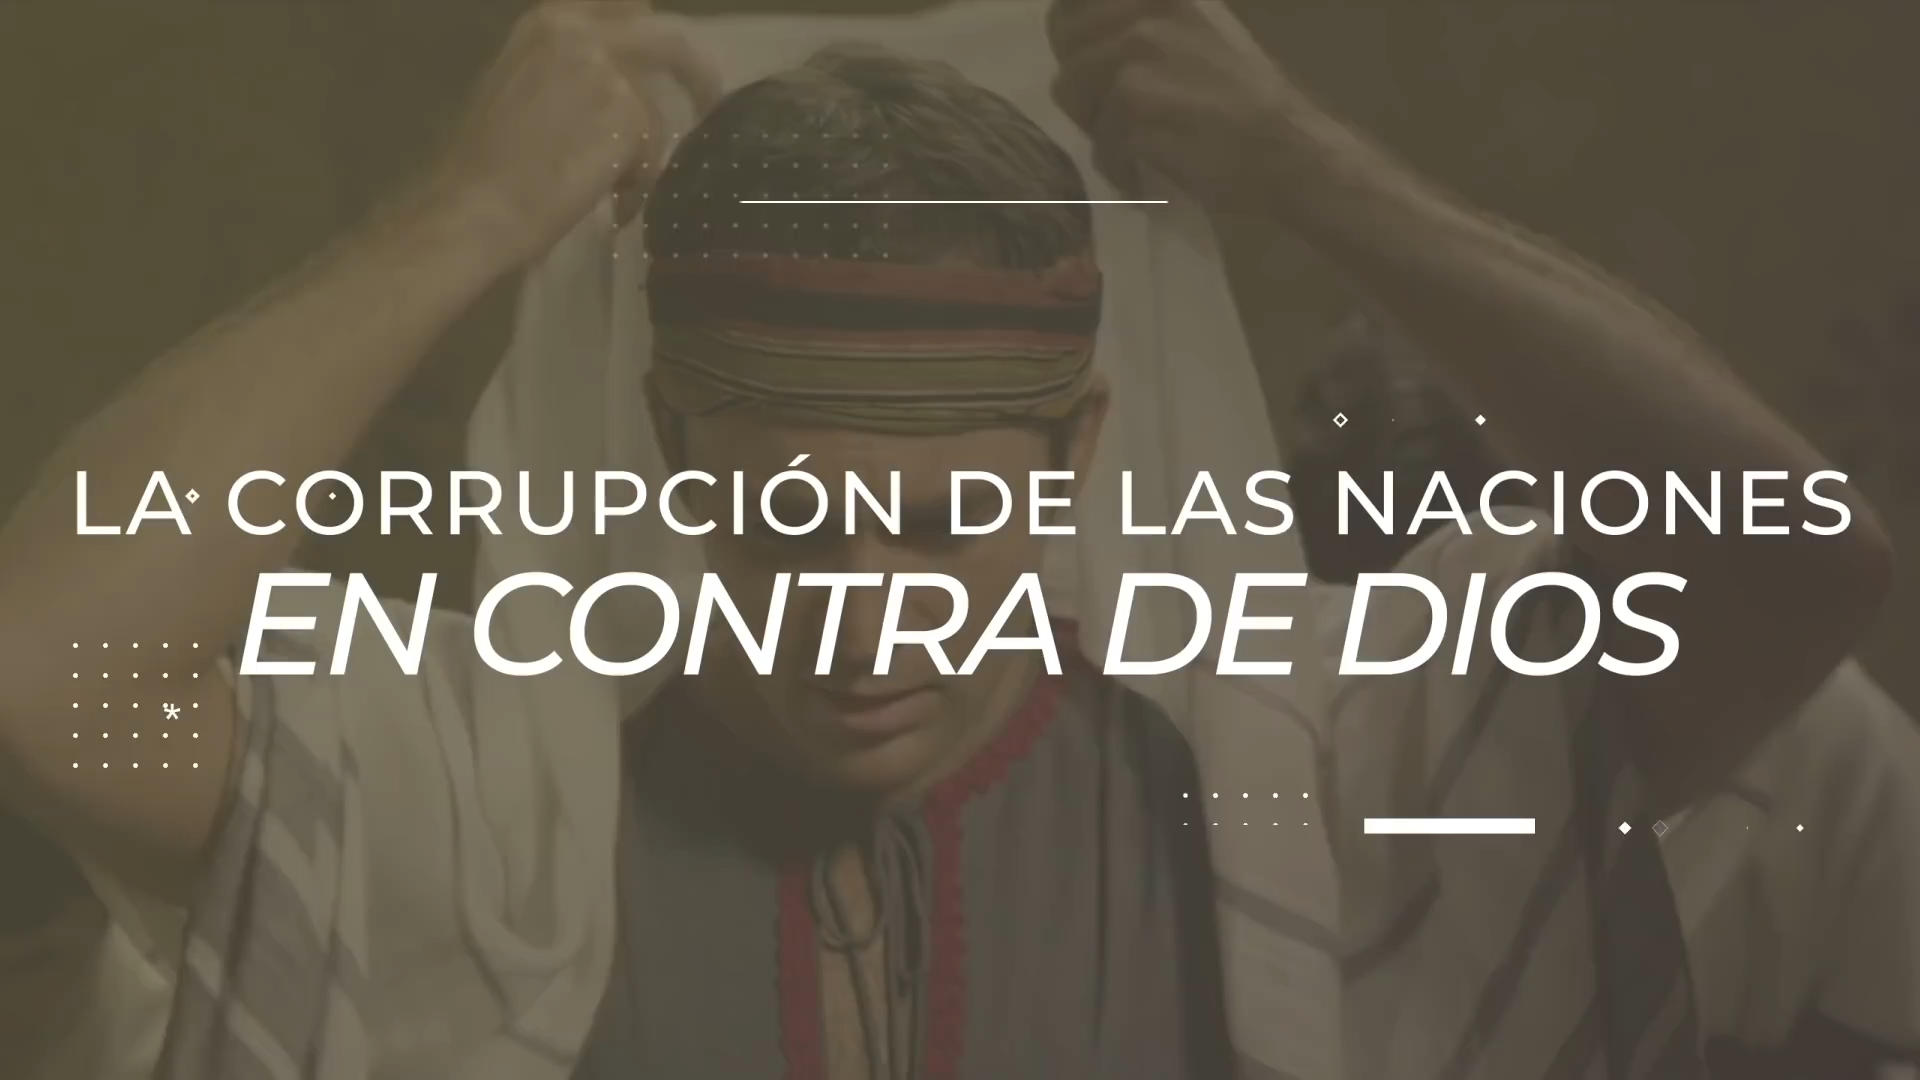 LA CORRUPCIÓN DE LAS NACIONES
EN CONTRA DE DIOS